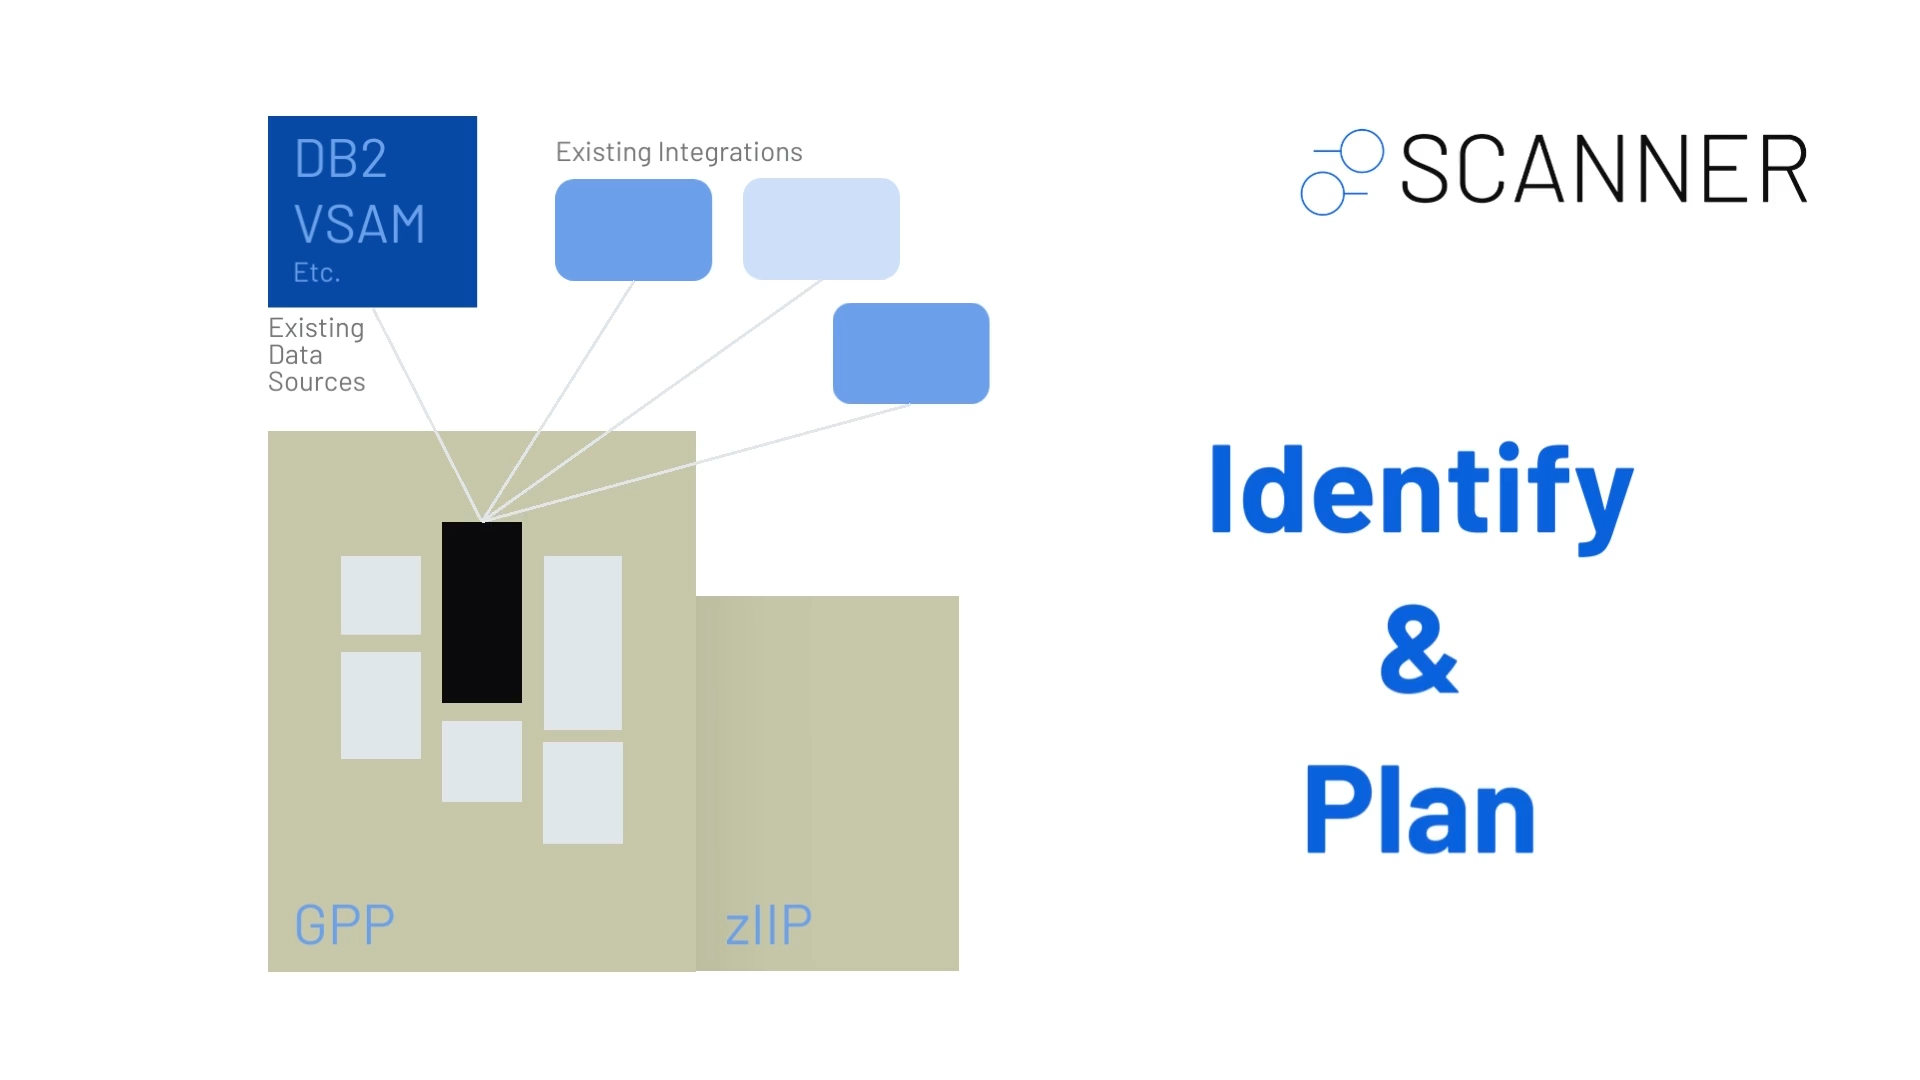 DB2
VSAM
Etc.
Existing
Data
Sources
Existing Integrations
GPP
zIIP
SCANNER
Identify
&
Plan